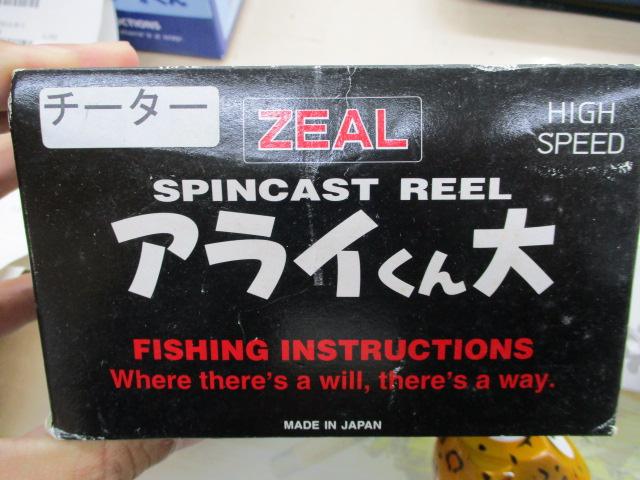 チーター
ZEAL
HIGH
SPEED
SPINCAST REEL
アライくん大
FISHING INSTRUCTIONS
Where there's a will, there's a way.
MADE IN JAPAN